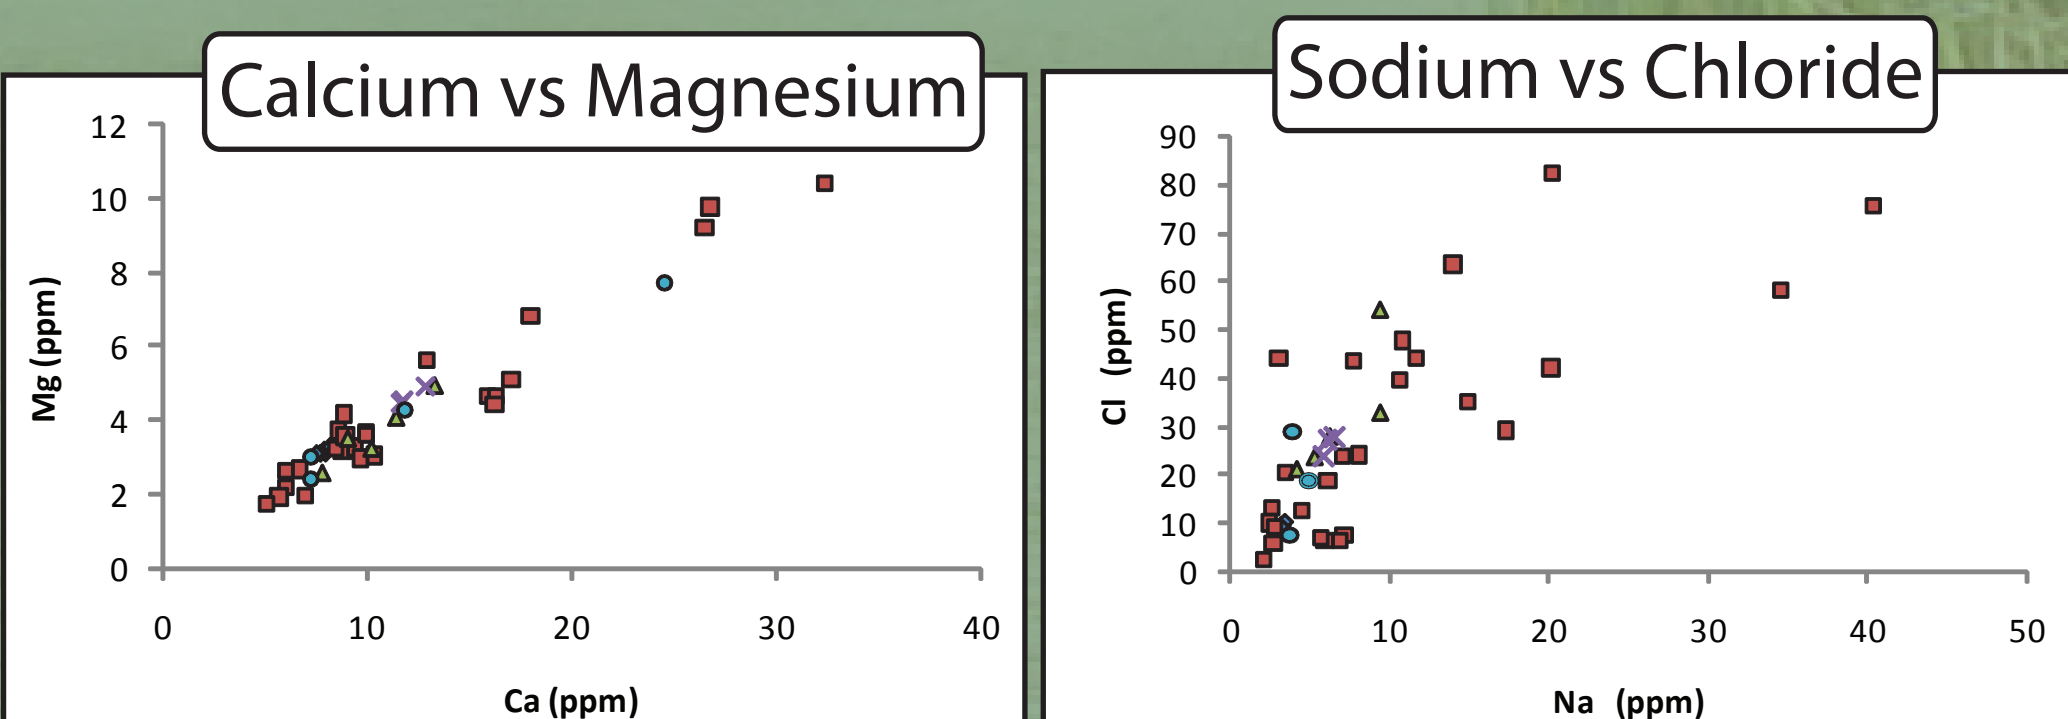 Calcium vs Magnesium
12
10
8
6
4
2
0
Mg (ppm)
0 10 20 30 40
Ca (ppm)
Sodium vs Chloride
90
80
70
60
50
40
30
20
10
0
Cl (ppm)
0 10 20 30 40 50
Na (ppm)